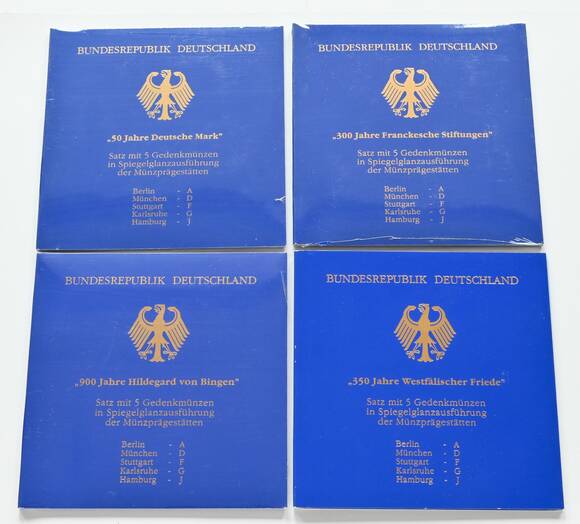 BUNDESREPUBLIK DEUTSCHLAND
„50 Jahre Deutsche Mark"
Satz mit 5 Gedenkmünzen
in Spiegelglanzausführung
der Münzprägestätten
Berlin - A
München - D
Stuttgart - F
Karlsruhe - G
Hamburg - J
BUNDESREPUBLIK DEUTSCHLAND
„300 Jahre Franckesche Stiftungen"
Satz mit 5 Gedenkmünzen
in Spiegelglanzausführung
der Münzprägestätten
Berlin - A
München - D
Stuttgart - F
Karlsruhe - G
Hamburg - J
BUNDESREPUBLIK DEUTSCHLAND
„900 Jahre Hildegard von Bingen"
Satz mit 5 Gedenkmünzen
in Spiegelglanzausführung
der Münzprägestätten
Berlin - A
München - D
Stuttgart - F
Karlsruhe - G
Hamburg - J
BUNDESREPUBLIK DEUTSCHLAND
„350 Jahre Westfälischer Friede"
Satz mit 5 Gedenkmünzen
in Spiegelglanzausführung
der Münzprägestätten
Berlin - A
München - D
Stuttgart - F
Karlsruhe - G
Hamburg - J